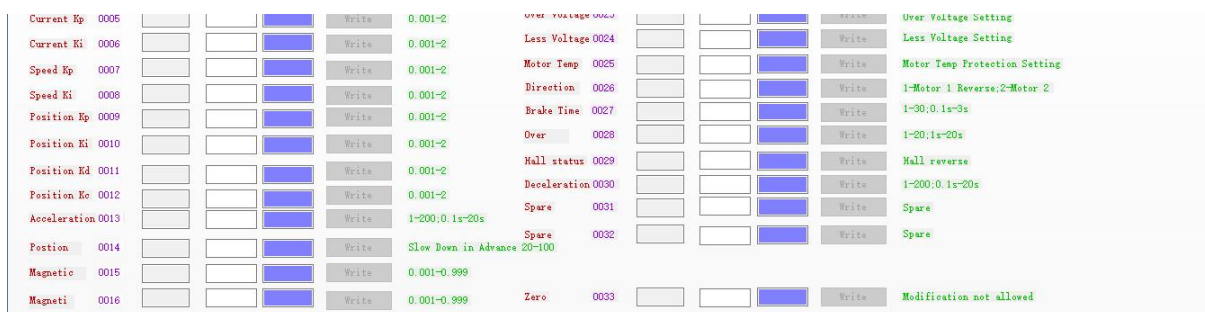 Current Kp 0005 Write 0.001-2
Current Ki 0006 Write 0.001-2
Speed Kp 0007 Write 0.001-2
Speed Ki 0008 Write 0.001-2
Position Kp 0009 Write 0.001-2
Position Ki 0010 Write 0.001-2
Position Kd 0011 Write 0.001-2
Position Kc 0012 Write 0.001-2
Acceleration 0013 Write 1-200;0.1s-20s
Postion 0014 Write Slow Down in Advance 20-100
Magnetic 0015 Write 0.001-0.999
Magneti 0016 Write 0.001-0.999
Over Voltage 0023 Write Over Voltage Setting
Less Voltage 0024 Write Less Voltage Setting
Motor Temp 0025 Write Motor Temp Protection Setting
Direction 0026 Write 1-Motor 1 Reverse;2-Motor 2
Brake Time 0027 Write 1-30;0.1s-3s
Over 0028 Write 1-20;1s-20s
Hall status 0029 Write Hall reverse
Deceleration 0030 Write 1-200;0.1s-20s
Spare 0031 Write Spare
Spare 0032 Write Spare
Zero 0033 Write Modification not allowed